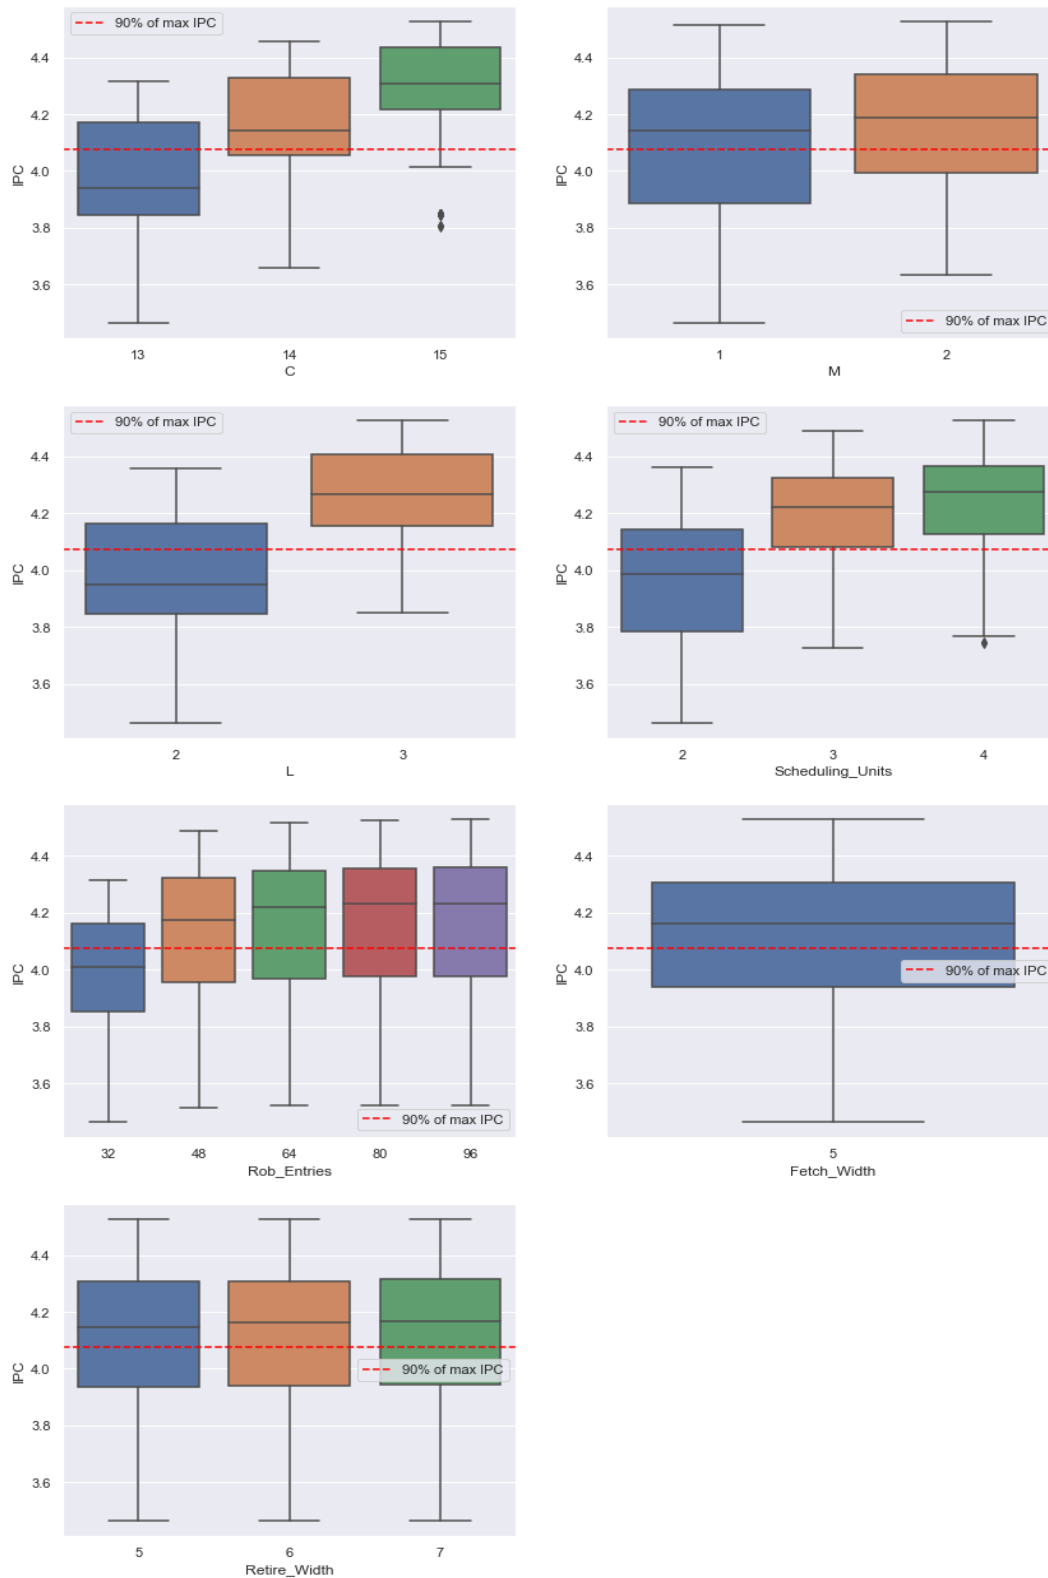 90% of max IPC
4.4
4.2
4.0
3.8
3.6
IPC
13
14
15
C
4.4
4.2
4.0
3.8
3.6
IPC
90% of max IPC
1
2
M
90% of max IPC
4.4
4.2
4.0
3.8
3.6
IPC
2
3
L
90% of max IPC
4.4
4.2
4.0
3.8
3.6
IPC
2
3
4
Scheduling_Units
4.4
4.2
4.0
3.8
3.6
IPC
90% of max IPC
32
48
64
80
96
Rob_Entries
4.4
4.2
4.0
3.8
3.6
IPC
90% of max IPC
5
Fetch_Width
4.4
4.2
4.0
3.8
3.6
IPC
90% of max IPC
5
6
7
Retire_Width